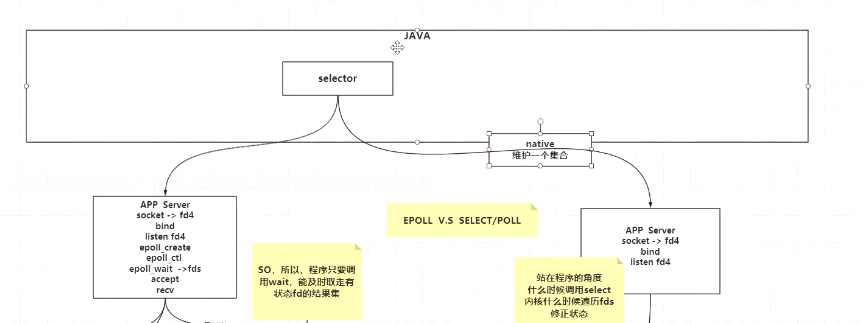 JAVA
selector
native
维护一个集合
APP Server
socket -> fd4
bind
listen fd4
epoll_create
epoll_ctl
epoll_wait ->fds
accept
recv
SO，所以，程序只要调
用wait，能及时取走有
状态fd的结果集
EPOLL V.S SELECT/POLL
APP Server
socket -> fd4
bind
listen fd4
站在程序的角度
什么时候调用select
内核什么时候遍历fds
修正状态